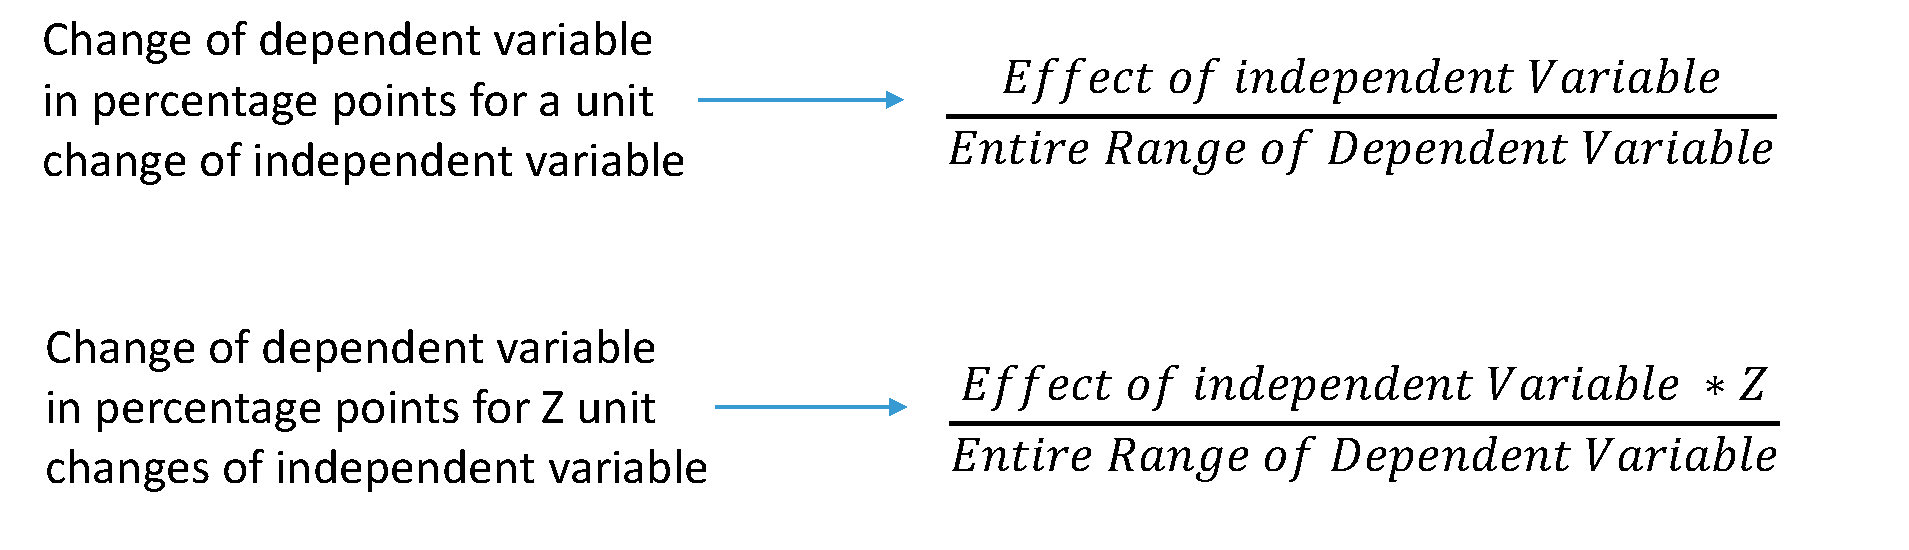 Change of dependent variable
in percentage points for a unit
change of independent variable
Effect of independent Variable
Entire Range of Dependent Variable
Change of dependent variable
in percentage points for Z unit
changes of independent variable
Effect of independent Variable * Z
Entire Range of Dependent Variable